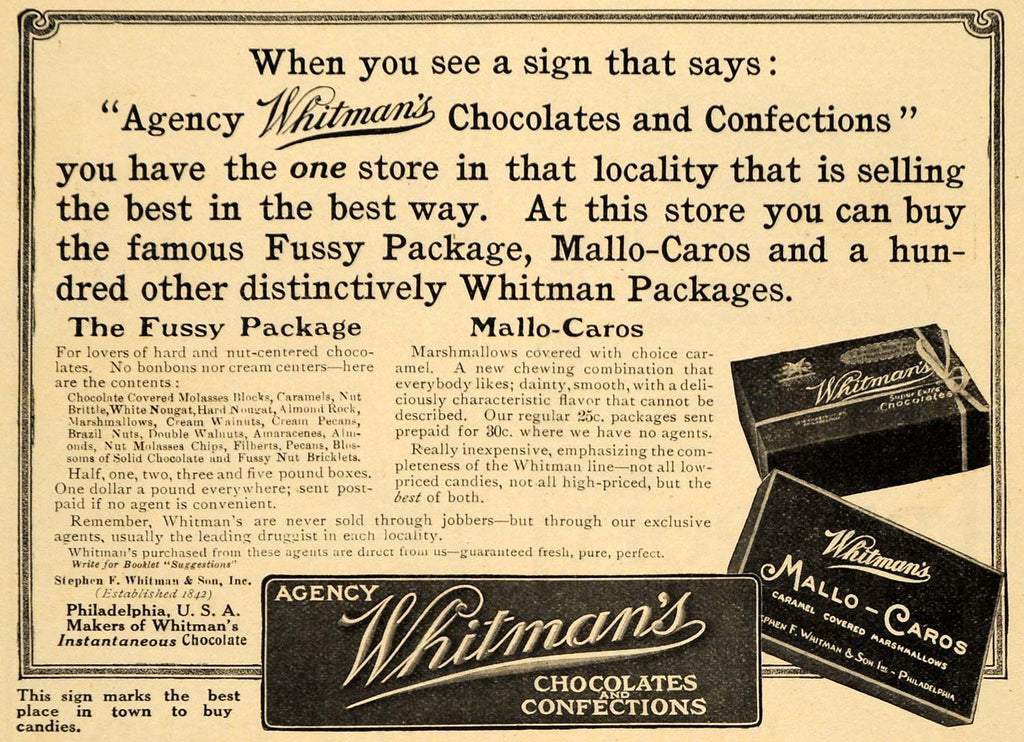 When you see a sign that says:
"Agency Whitman's Chocolates and Confections"
you have the one store in that locality that is selling
the best in the best way. At this store you can buy
the famous Fussy Package, Mallo-Caros and a hun-
dred other distinctively Whitman Packages.
The Fussy Package
For lovers of hard and nut-centered choco-
lates. No bonbons nor cream centers—here
are the contents:
Chocolate Covered Molasses Blocks, Caramels, Nut
Brittle, White Nougat, Hard Nougat, Almond Rock,
Marshmallows, Cream Walnuts, Cream Pecans,
Brazil Nuts, Double Walnuts, Amaracenes, Alm-
onds, Nut Molasses Chips, Filberts, Pecans, Blos-
soms of Solid Chocolate and Fussy Nut Bricklets.
Half, one, two, three and five pound boxes.
One dollar a pound everywhere; sent post-
paid if no agent is convenient.
Mallo-Caros
Marshmallows covered with choice car-
amel. A new chewing combination that
everybody likes; dainty, smooth, with a deli-
ciously characteristic flavor that cannot be
described. Our regular 25c. packages sent
prepaid for 30c. where we have no agents.
Really inexpensive, emphasizing the com-
pleteness of the Whitman line—not all low-
priced candies, not all high-priced, but the
best of both.
Remember, Whitman's are never sold through jobbers—but through our exclusive
agents, usually the leading druggist in each locality.
Whitman's purchased from these agents are direct from us—guaranteed fresh, pure, perfect.
Write for Booklet "Suggestions"
Stephen F. Whitman & Son, Inc.
(Established 1842)
Philadelphia, U. S. A.
Makers of Whitman's
Instantaneous Chocolate
This sign marks the best
place in town to buy
candies.
AGENCY
Whitman's
CHOCOLATES
AND
CONFECTIONS
Whitman's
Super Extra
Chocolates
Whitman's
MALLO-CAROS
CARAMEL COVERED MARSHMALLOWS
STEPHEN F. WHITMAN & SON INC - PHILADELPHIA